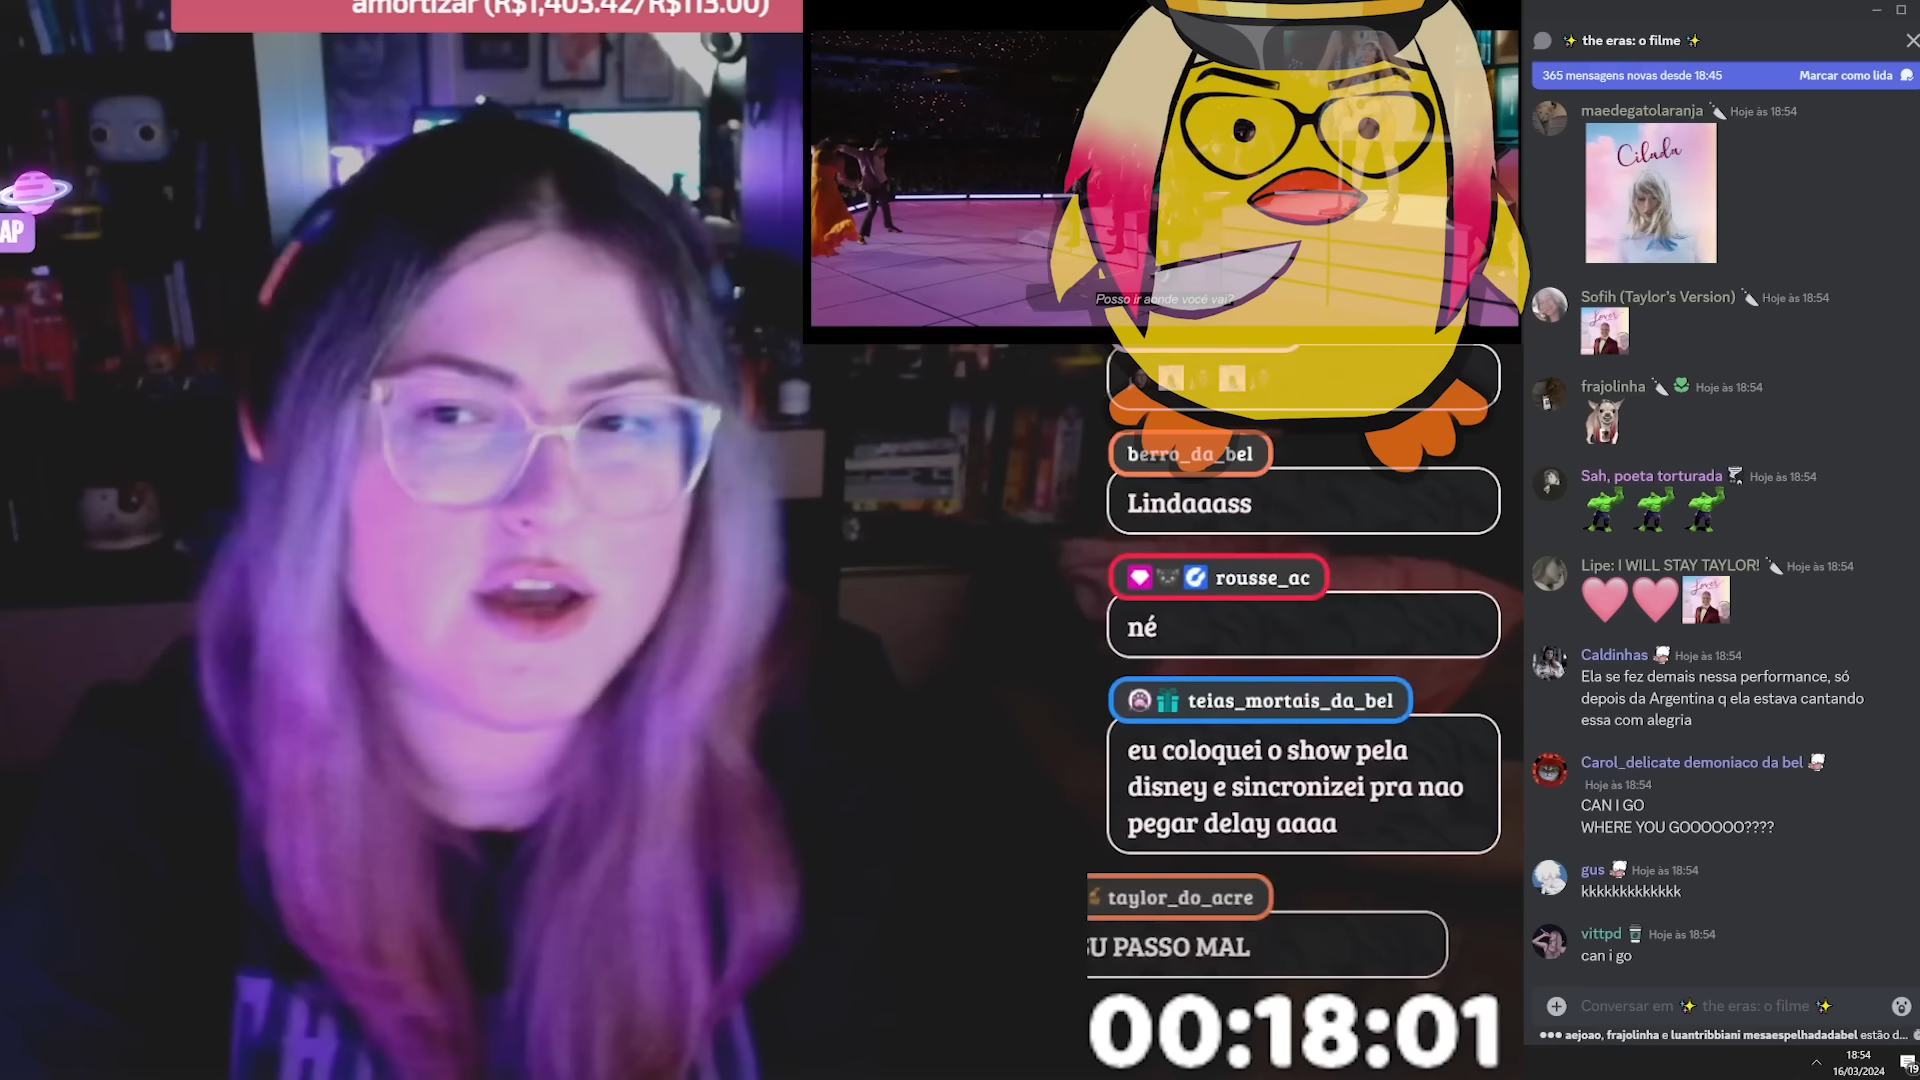 amortizar (R$1,403.42/R$113.00)
AP
Posso ir aonde você vai?
berro_da_bel
Lindaaass
rousse_ac
né
teias_mortais_da_bel
eu coloquei o show pela
disney e sincronizei pra nao
pegar delay aaaa
taylor_do_acre
U PASSO MAL
00:18:01
✨ the eras: o filme ✨
365 mensagens novas desde 18:45 Marcar como lida
maedegatolaranja Hoje às 18:54
Cilada
Sofih (Taylor's Version) Hoje às 18:54
Lover
frajolinha Hoje às 18:54
Sah, poeta torturada Hoje às 18:54
Lipe: I WILL STAY TAYLOR! Hoje às 18:54
Lover
Caldinhas Hoje às 18:54
Ela se fez demais nessa performance, só
depois da Argentina q ela estava cantando
essa com alegria
Carol_delicate demoniaco da bel
Hoje às 18:54
CAN I GO
WHERE YOU GOOOOOO????
gus Hoje às 18:54
kkkkkkkkkkkkk
vittpd Hoje às 18:54
can i go
Conversar em ✨ the eras: o filme ✨
aejoao, frajolinha e luantribbiani mesaespelhadadabel estão d...
18:54
16/03/2024
19